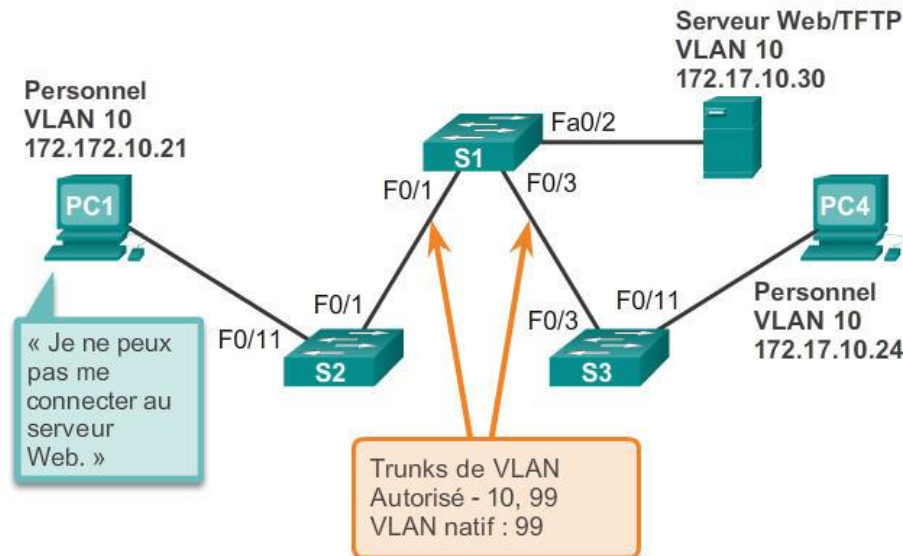 Serveur Web/TFTP
VLAN 10
172.17.10.30
Personnel
VLAN 10
172.172.10.21
PC1
S1
Fa0/2
F0/1
F0/3
PC4
Personnel
VLAN 10
172.17.10.24
F0/1
F0/11
S2
F0/3
F0/11
S3
« Je ne peux
pas me
connecter au
serveur
Web. »
Trunks de VLAN
Autorisé - 10, 99
VLAN natif : 99